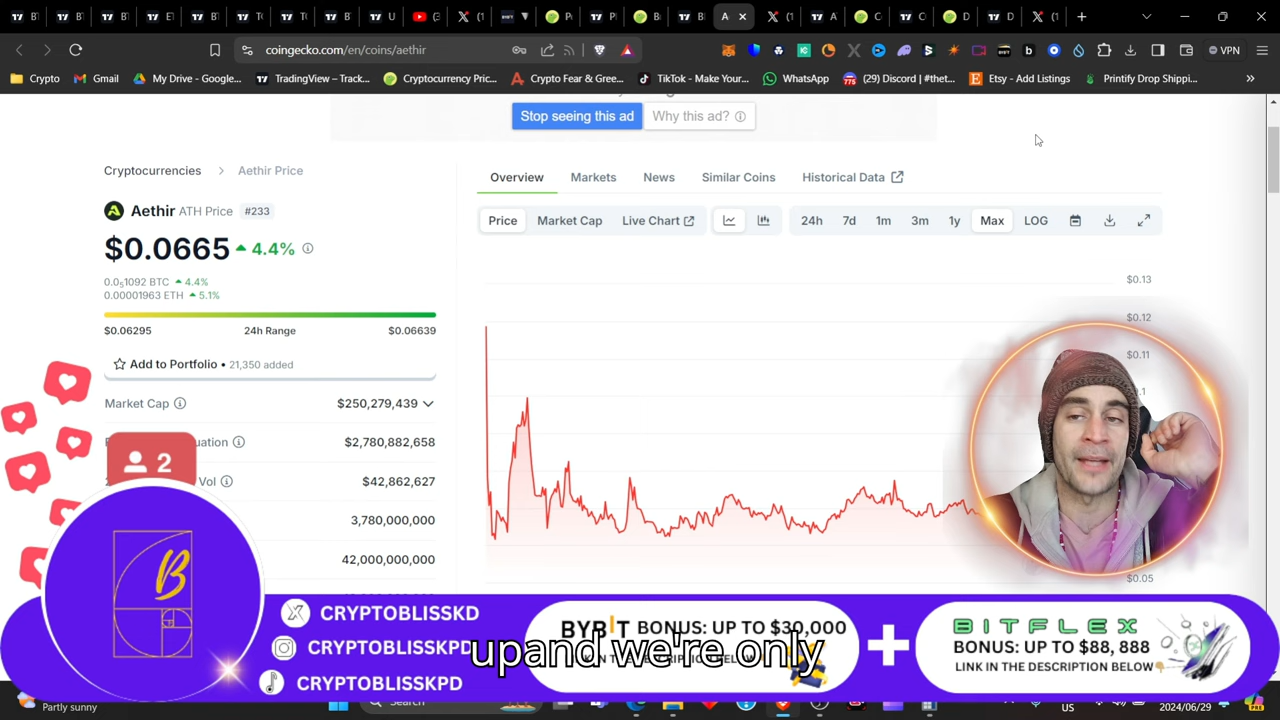 coingecko.com/en/coins/aethir
VPN
Crypto
Gmail
My Drive - Google...
TradingView – Track...
Cryptocurrency Pric...
Crypto Fear & Gree...
TikTok - Make Your...
WhatsApp
(29) Discord | #thet...
Etsy - Add Listings
Printify Drop Shippi...
Stop seeing this ad
Why this ad?
Cryptocurrencies
Aethir Price
Overview
Markets
News
Similar Coins
Historical Data
Aethir ATH Price #233
Price
Market Cap
Live Chart
24h
7d
1m
3m
1y
Max
LOG
$0.0665 4.4%
0.0₅1092 BTC 4.4%
0.00001963 ETH 5.1%
$0.06295
24h Range
$0.06639
Add to Portfolio • 21,350 added
Market Cap
$250,279,439
$2,780,882,658
Vol
$42,862,627
3,780,000,000
42,000,000,000
$0.13
$0.12
$0.11
$0.05
2
B
CRYPTOBLISSKD
CRYPTOBLISSKPD
CRYPTOBLISSKPD
BYBIT BONUS: UP TO $30,000
upand we're only
BITFLEX
BONUS: UP TO $88, 888
LINK IN THE DESCRIPTION BELOW
Partly sunny
Search
US
2024/06/29